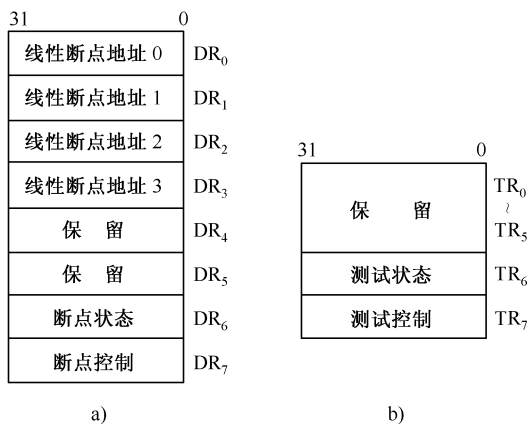 31 0
线性断点地址 0 DR₀
线性断点地址 1 DR₁
线性断点地址 2 DR₂
线性断点地址 3 DR₃
保 留 DR₄
保 留 DR₅
断点状态 DR₆
断点控制 DR₇
a)
31 0
保 留 TR₀
~
TR₅
测试状态 TR₆
测试控制 TR₇
b)